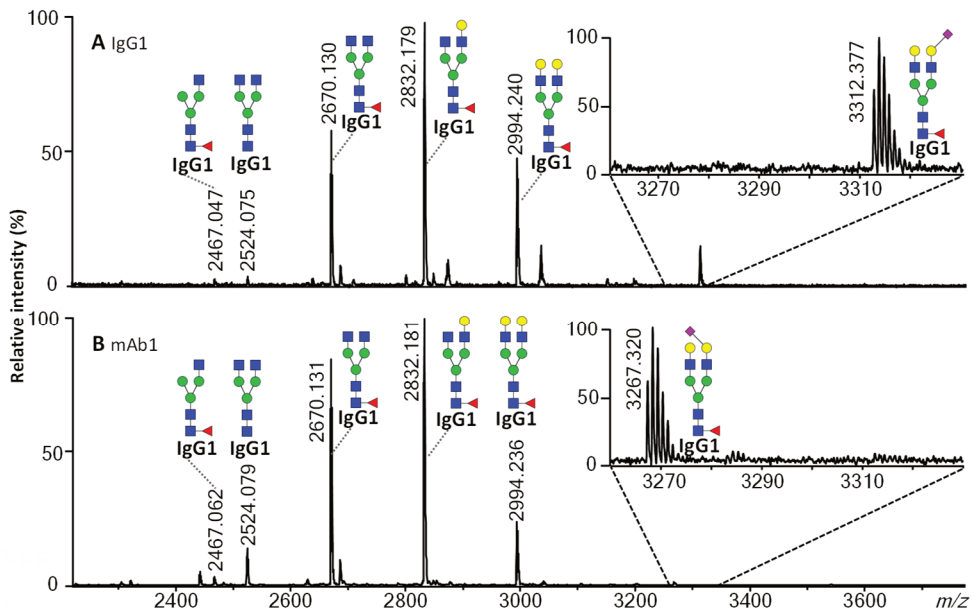 Relative intensity (%)
A IgG1
100
50
0
IgG1
IgG1
IgG1
IgG1
2467.047
2524.075
2670.130
2832.179
2994.240
100
50
0
3312.377
IgG1
3270
3290
3310
B mAb1
100
50
0
IgG1
IgG1
IgG1
IgG1
IgG1
2467.062
2524.079
2670.131
2832.181
2994.236
100
50
0
3267.320
IgG1
3270
3290
3310
2400
2600
2800
3000
3200
3400
3600
m/z